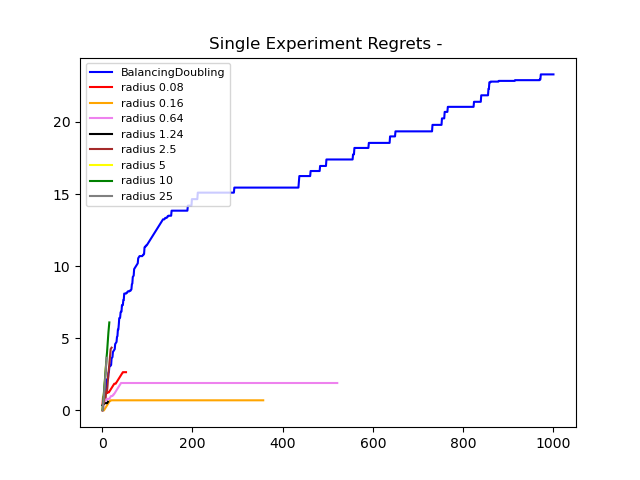 Single Experiment Regrets -
BalancingDoubling
radius 0.08
radius 0.16
radius 0.64
radius 1.24
radius 2.5
radius 5
radius 10
radius 25
20
15
10
5
0
0 200 400 600 800 1000